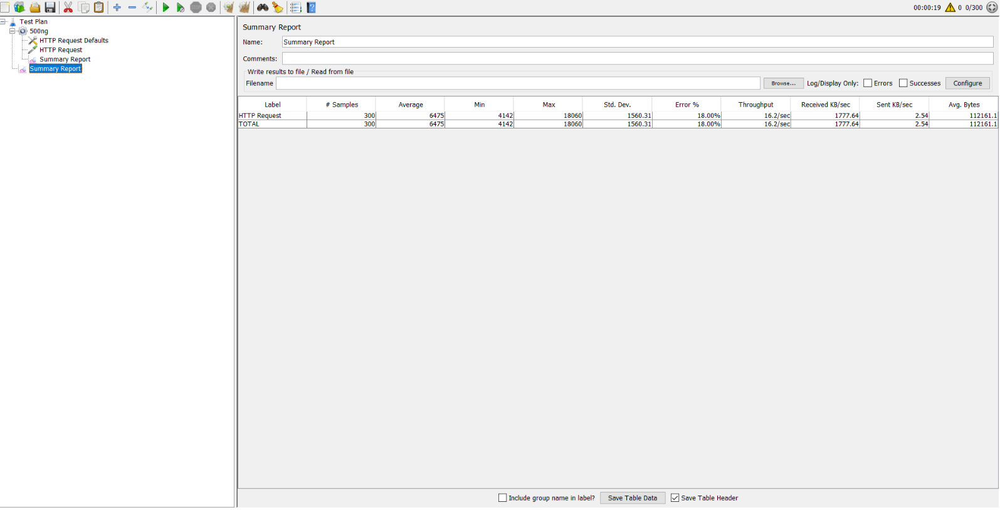 00:00:19 0 0/300
Test Plan
500ng
HTTP Request Defaults
HTTP Request
Summary Report
Summary Report
Summary Report
Name: Summary Report
Comments:
Write results to file / Read from file
Filename Browse... Log/Display Only: Errors Successes Configure
Label # Samples Average Min Max Std. Dev. Error % Throughput Received KB/sec Sent KB/sec Avg. Bytes
HTTP Request 300 6475 4142 18060 1560.31 18.00% 16.2/sec 1777.64 2.54 112161.1
TOTAL 300 6475 4142 18060 1560.31 18.00% 16.2/sec 1777.64 2.54 112161.1
Include group name in label? Save Table Data Save Table Header